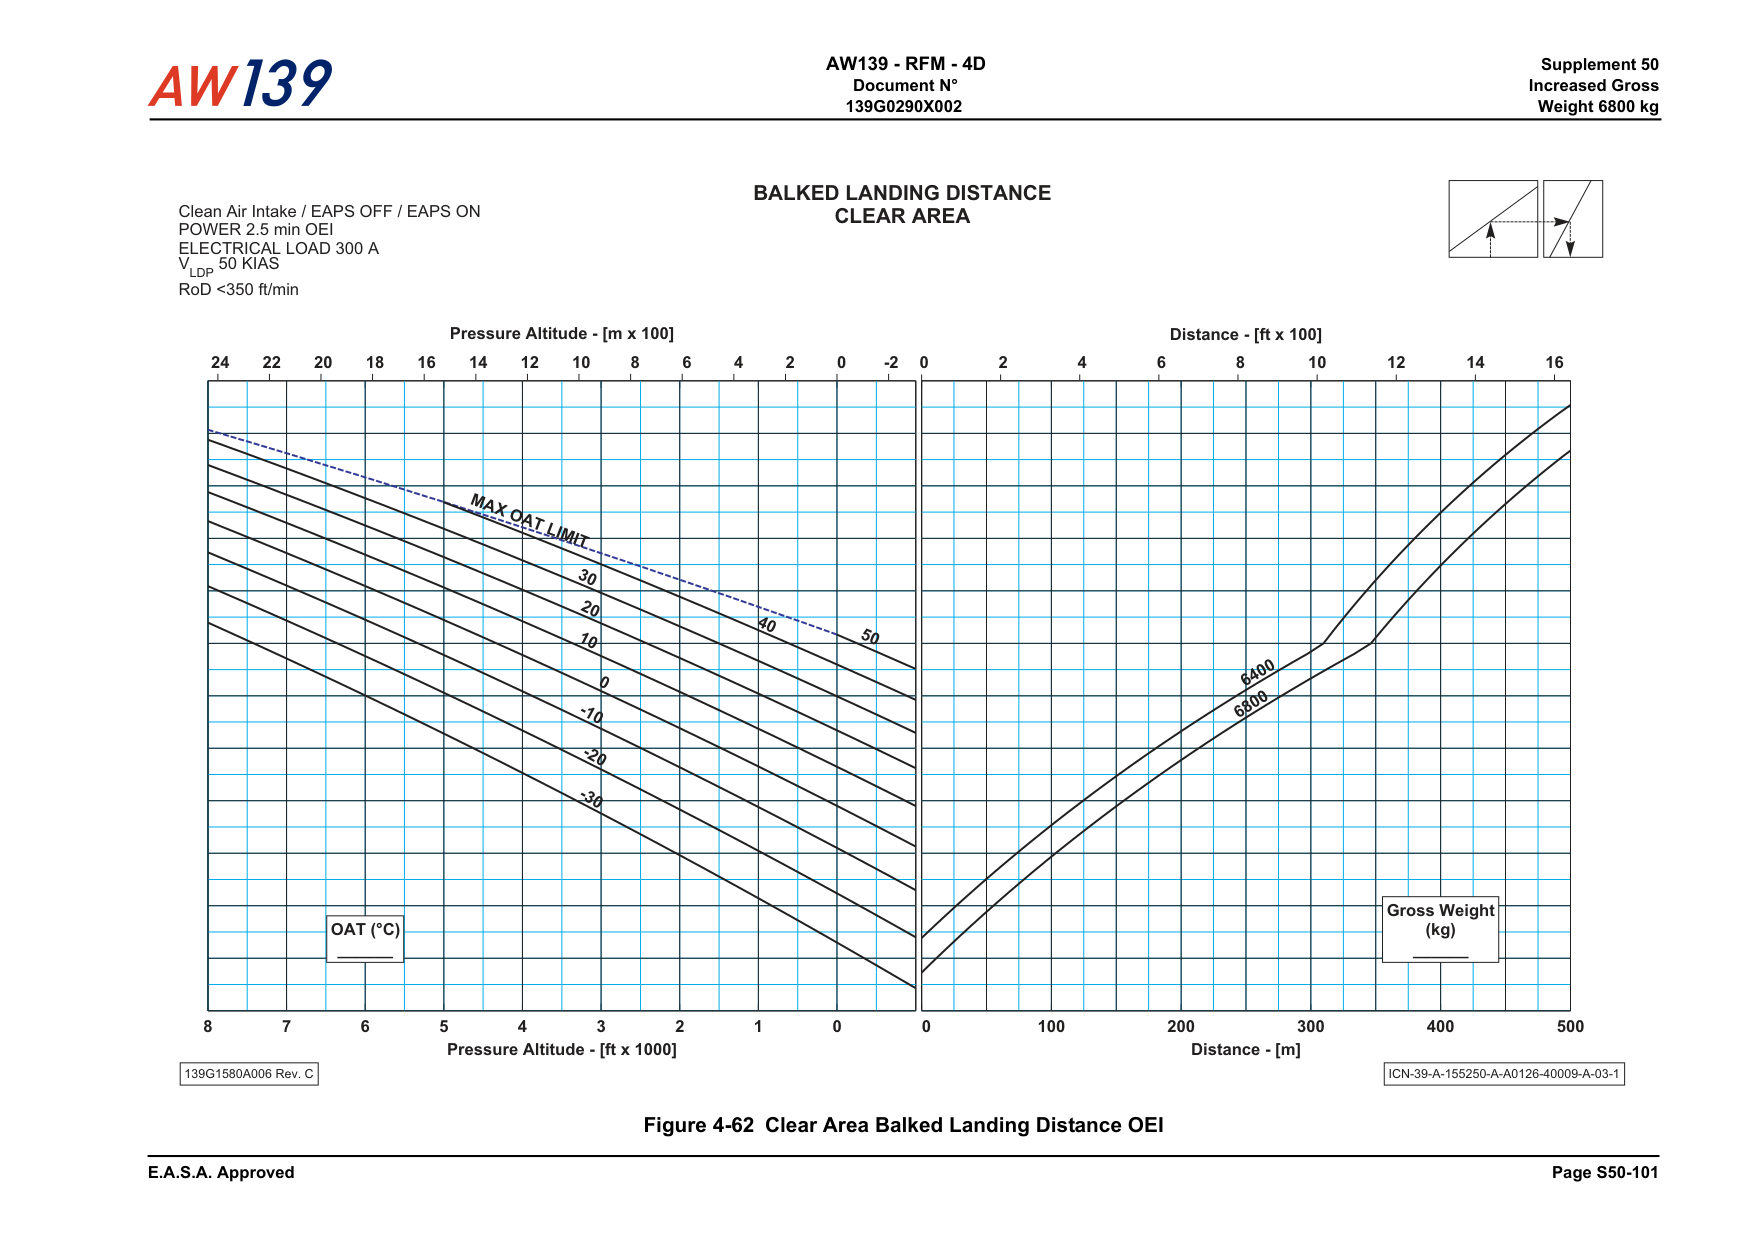 AW139
AW139 - RFM - 4D
Document N°
139G0290X002
Supplement 50
Increased Gross
Weight 6800 kg
BALKED LANDING DISTANCE
CLEAR AREA
Clean Air Intake / EAPS OFF / EAPS ON
POWER 2.5 min OEI
ELECTRICAL LOAD 300 A
VLDP 50 KIAS
RoD <350 ft/min
Pressure Altitude - [m x 100]
24 22 20 18 16 14 12 10 8 6 4 2 0 -2
Distance - [ft x 100]
0 2 4 6 8 10 12 14 16
MAX OAT LIMIT
30
20
10
0
-10
-20
-30
40
50
6400
6800
OAT (°C)
Gross Weight
(kg)
8 7 6 5 4 3 2 1 0
Pressure Altitude - [ft x 1000]
0 100 200 300 400 500
Distance - [m]
139G1580A006 Rev. C
ICN-39-A-155250-A-A0126-40009-A-03-1
Figure 4-62 Clear Area Balked Landing Distance OEI
E.A.S.A. Approved
Page S50-101